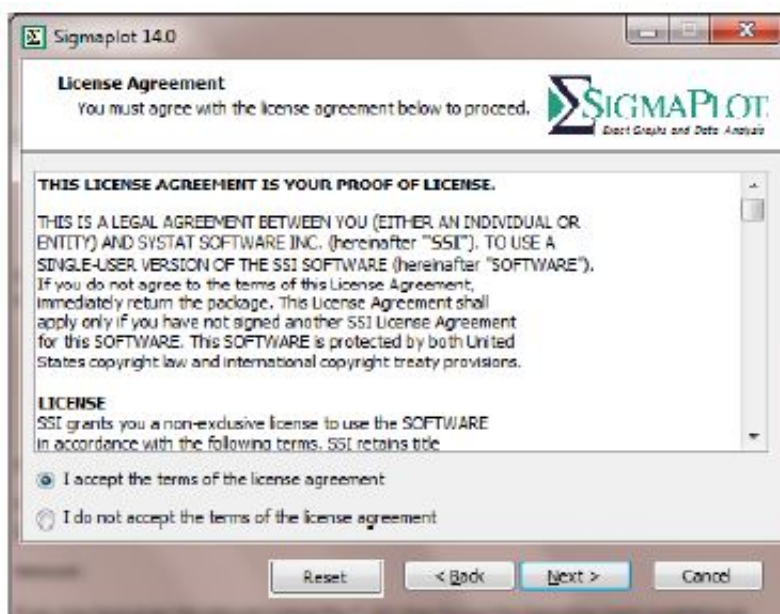 Sigmaplot 14.0
License Agreement
You must agree with the license agreement below to proceed.
SIGMAPLOT
Exact Graphs and Data Analysis
THIS LICENSE AGREEMENT IS YOUR PROOF OF LICENSE.
THIS IS A LEGAL AGREEMENT BETWEEN YOU (EITHER AN INDIVIDUAL OR
ENTITY) AND SYSTAT SOFTWARE INC. (hereinafter "SSI"). TO USE A
SINGLE-USER VERSION OF THE SSI SOFTWARE (hereinafter "SOFTWARE").
If you do not agree to the terms of this License Agreement,
immediately return the package. This License Agreement shall
apply only if you have not signed another SSI License Agreement
for this SOFTWARE. This SOFTWARE is protected by both United
States copyright law and international copyright treaty provisions.
LICENSE
SSI grants you a non-exclusive license to use the SOFTWARE
in accordance with the following terms. SSI retains title
I accept the terms of the license agreement
I do not accept the terms of the license agreement
Reset
< Back
Next >
Cancel